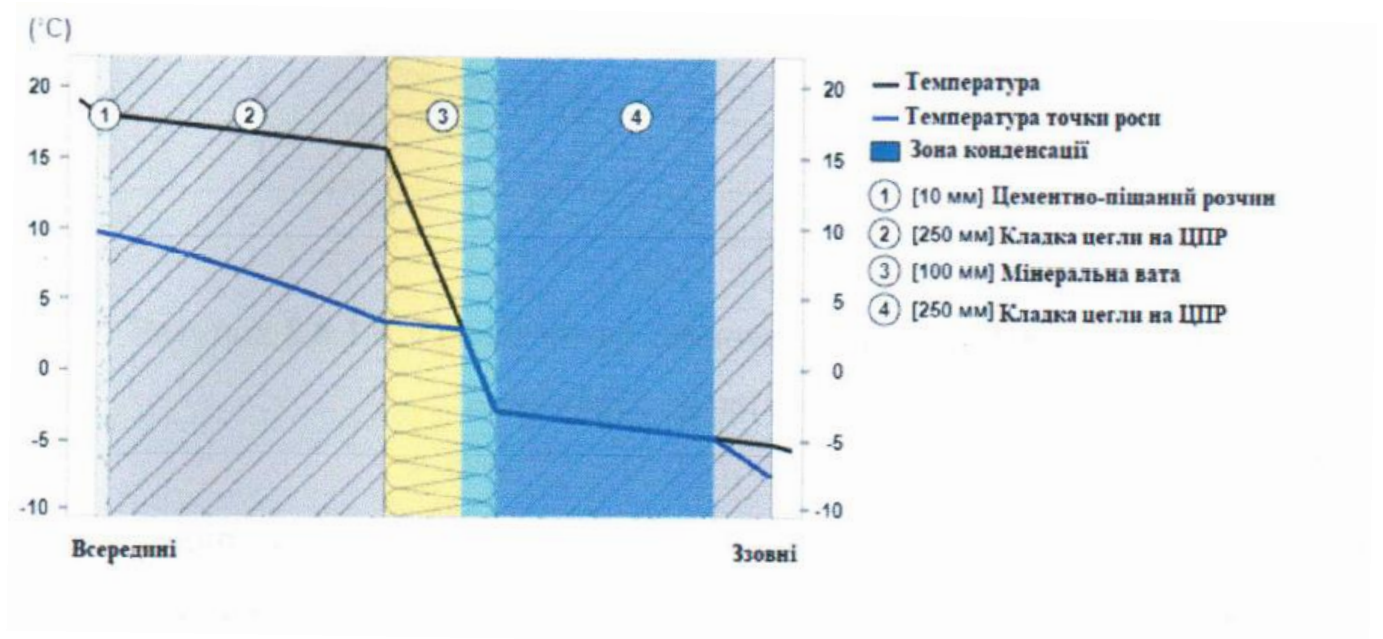 (°C)
20
15
10
5
0
-5
-10
1
2
3
4
20
15
10
5
0
-5
-10
Всередині
Ззовні
Температура
Температура точки роси
Зона конденсації
1 [10 мм] Цементно-піщаний розчин
2 [250 мм] Кладка цегли на ЦПР
3 [100 мм] Мінеральна вата
4 [250 мм] Кладка цегли на ЦПР